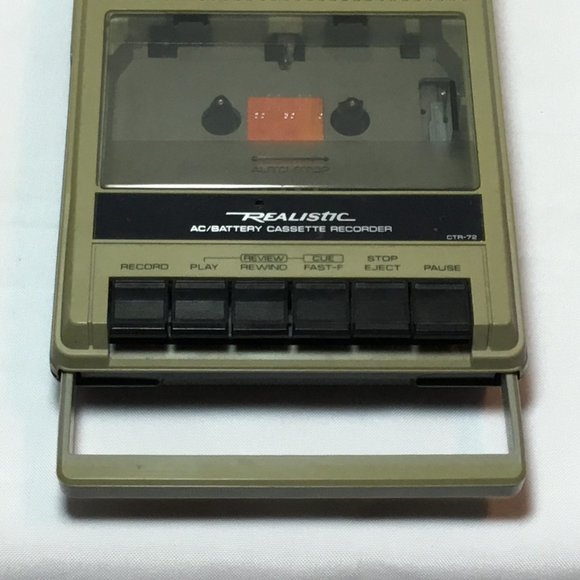 AUTO-STOP
REALISTIC
AC/BATTERY CASSETTE RECORDER
CTR-72
REVIEW CUE STOP
RECORD PLAY REWIND FAST-F EJECT PAUSE